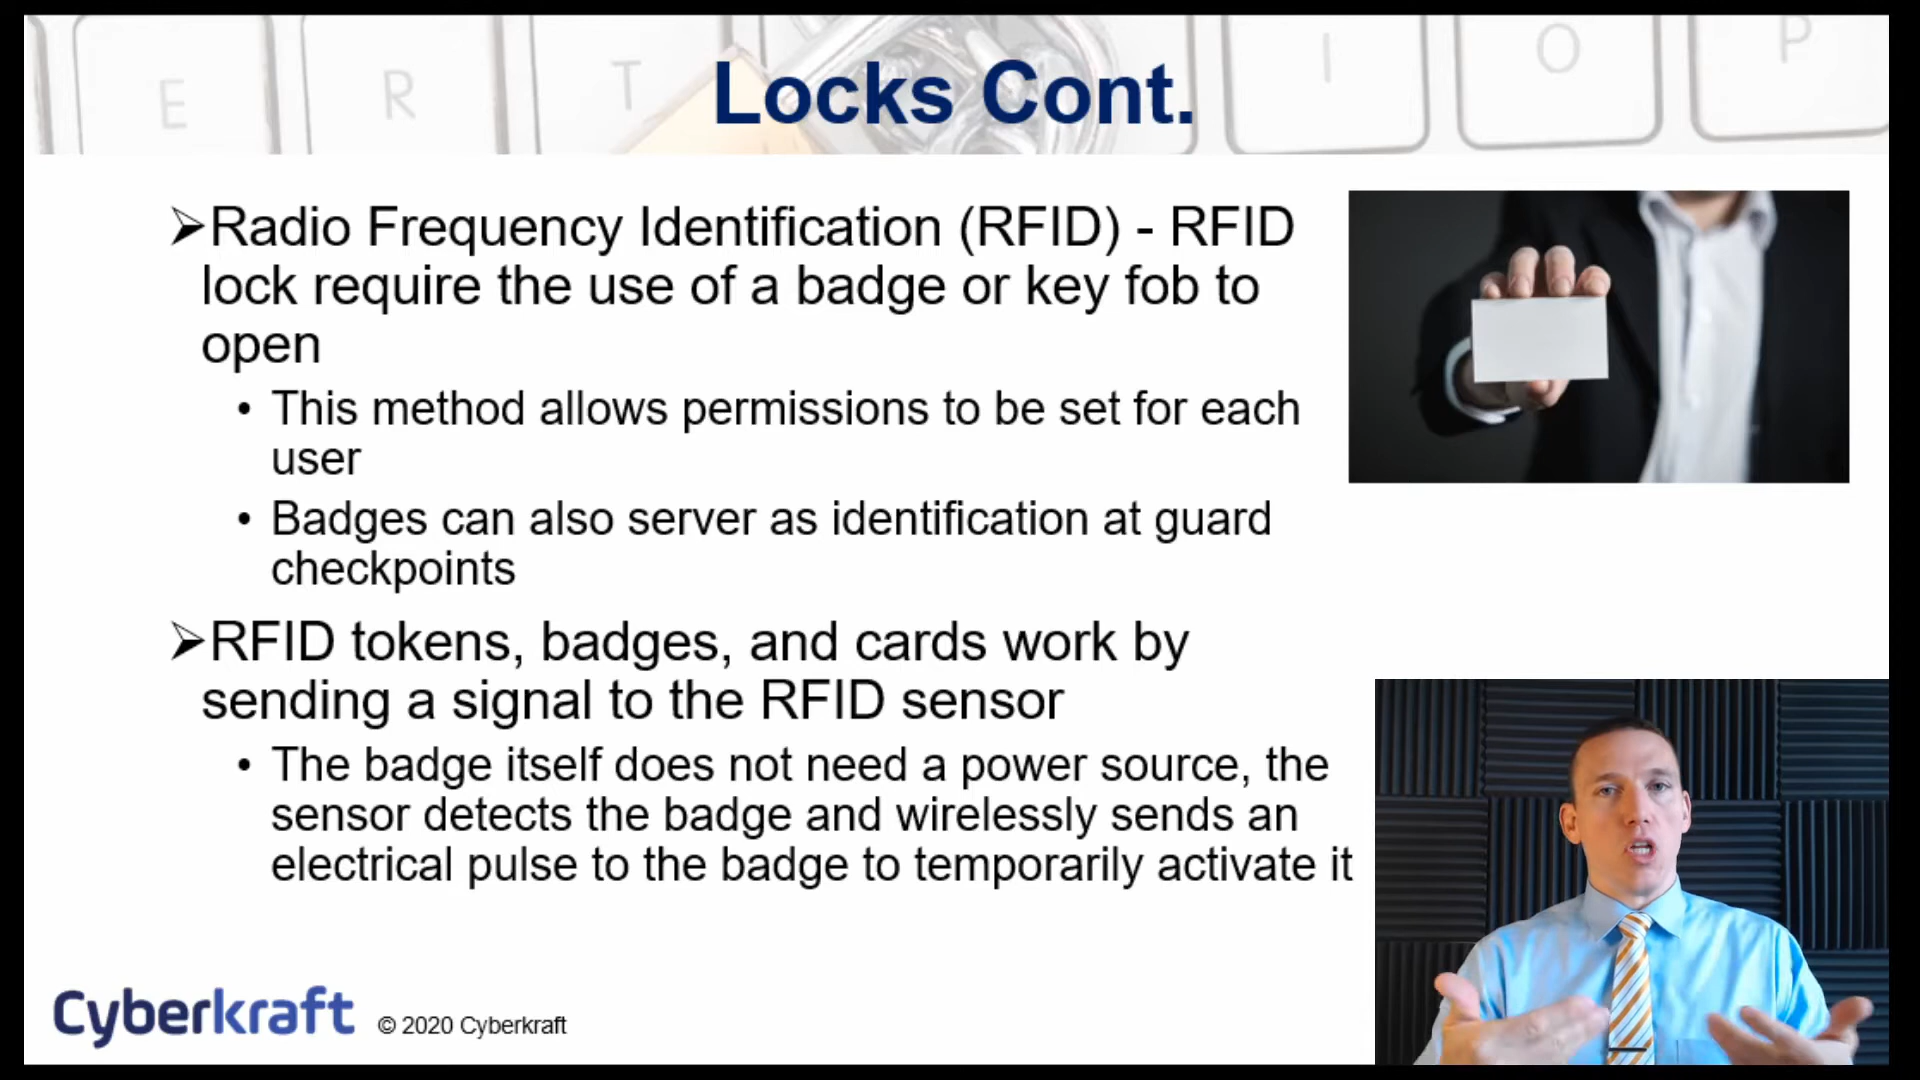 E R T I O P
Locks Cont.
➢Radio Frequency Identification (RFID) - RFID
lock require the use of a badge or key fob to
open
• This method allows permissions to be set for each
user
• Badges can also server as identification at guard
checkpoints
➢RFID tokens, badges, and cards work by
sending a signal to the RFID sensor
• The badge itself does not need a power source, the
sensor detects the badge and wirelessly sends an
electrical pulse to the badge to temporarily activate it
Cyberkraft © 2020 Cyberkraft